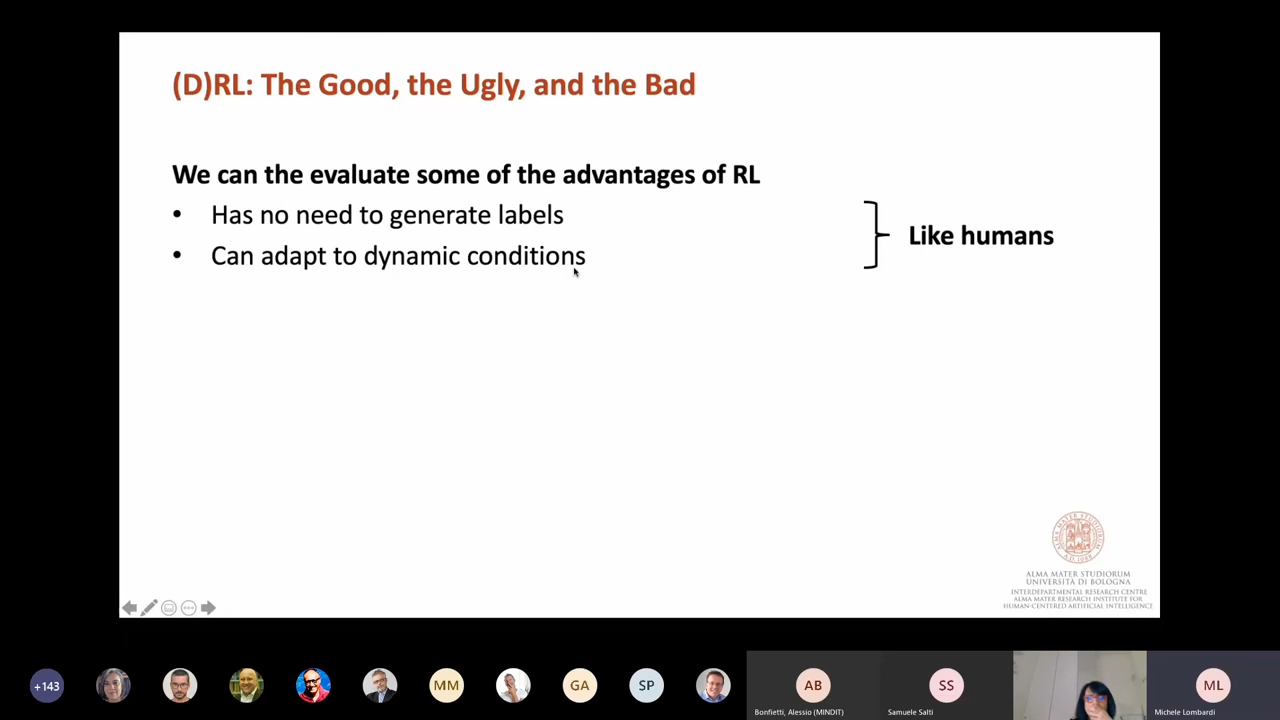 (D)RL: The Good, the Ugly, and the Bad
We can the evaluate some of the advantages of RL
• Has no need to generate labels
• Can adapt to dynamic conditions
Like humans
ALMA MATER STUDIORUM
UNIVERSITÀ DI BOLOGNA
INTERDEPARTMENTAL RESEARCH CENTRE
ALMA MATER RESEARCH INSTITUTE FOR
HUMAN-CENTERED ARTIFICIAL INTELLIGENCE
+143
MM
GA
SP
AB
SS
ML
Bonfietti, Alessio (MINDIT)
Samuele Salti
Michele Lombardi